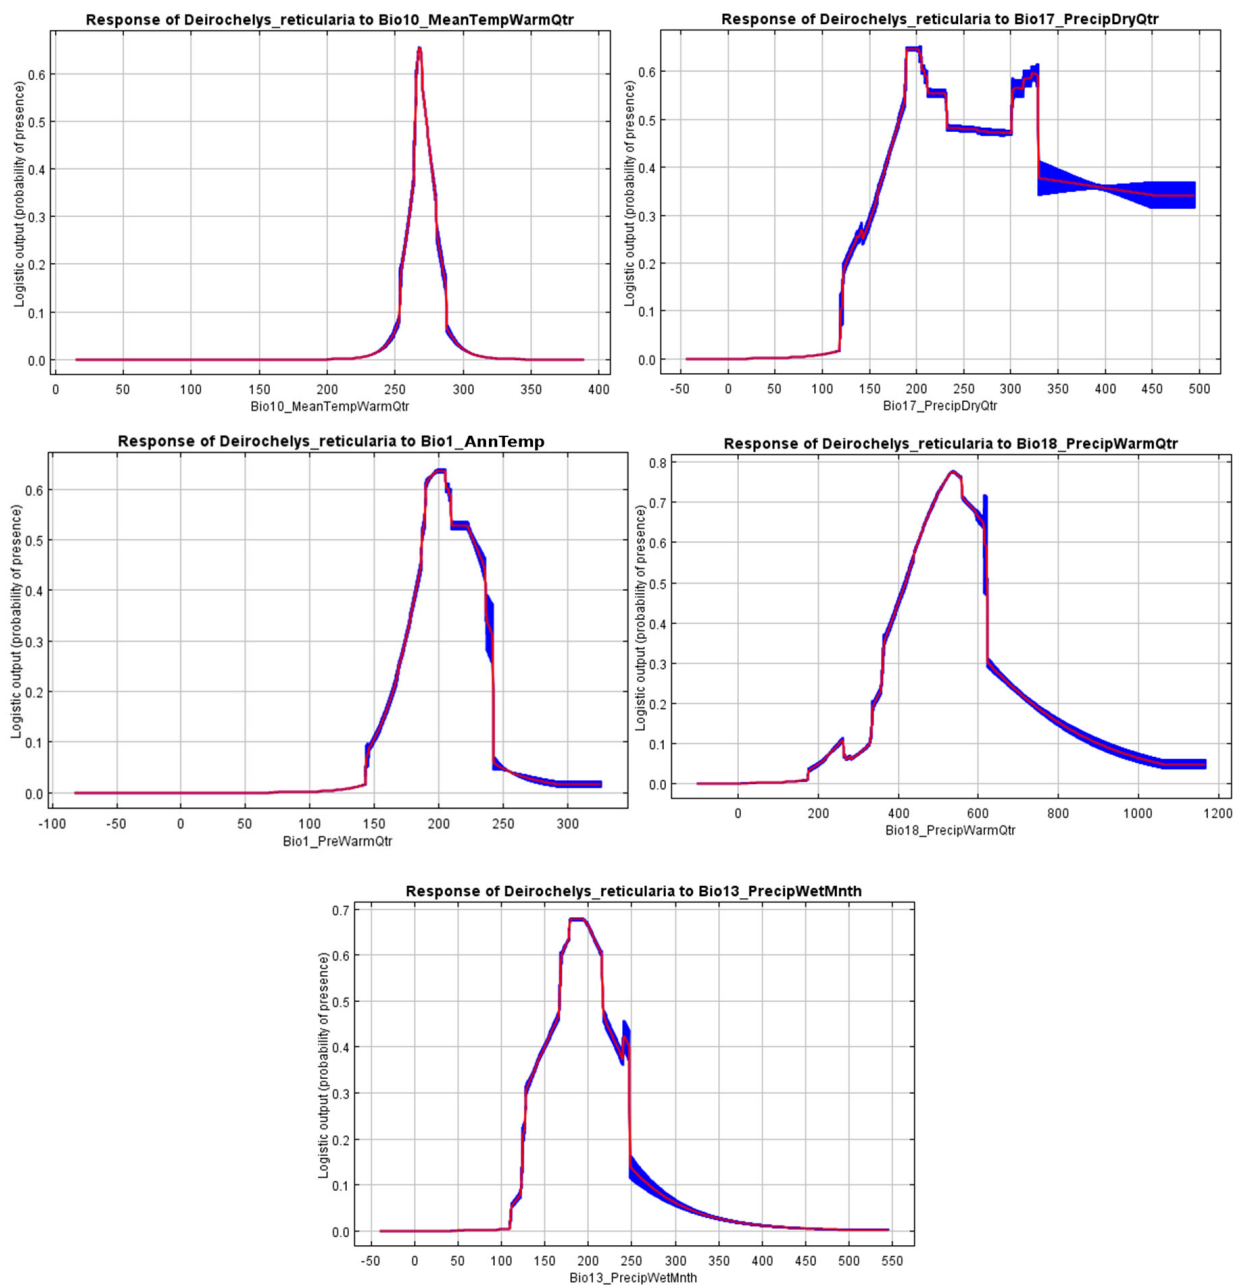 Response of Deirochelys_reticularia to Bio10_MeanTempWarmQtr
Logistic output (probability of presence)
0.6
0.5
0.4
0.3
0.2
0.1
0.0
0 50 100 150 200 250 300 350 400
Bio10_MeanTempWarmQtr
Response of Deirochelys_reticularia to Bio17_PrecipDryQtr
Logistic output (probability of presence)
0.6
0.5
0.4
0.3
0.2
0.1
0.0
-50 0 50 100 150 200 250 300 350 400 450 500
Bio17_PrecipDryQtr
Response of Deirochelys_reticularia to Bio1_AnnTemp
Logistic output (probability of presence)
0.6
0.5
0.4
0.3
0.2
0.1
0.0
-100 -50 0 50 100 150 200 250 300
Bio1_PreWarmQtr
Response of Deirochelys_reticularia to Bio18_PrecipWarmQtr
Logistic output (probability of presence)
0.8
0.7
0.6
0.5
0.4
0.3
0.2
0.1
0.0
0 200 400 600 800 1000 1200
Bio18_PrecipWarmQtr
Response of Deirochelys_reticularia to Bio13_PrecipWetMnth
Logistic output (probability of presence)
0.7
0.6
0.5
0.4
0.3
0.2
0.1
0.0
-50 0 50 100 150 200 250 300 350 400 450 500 550
Bio13_PrecipWetMnth